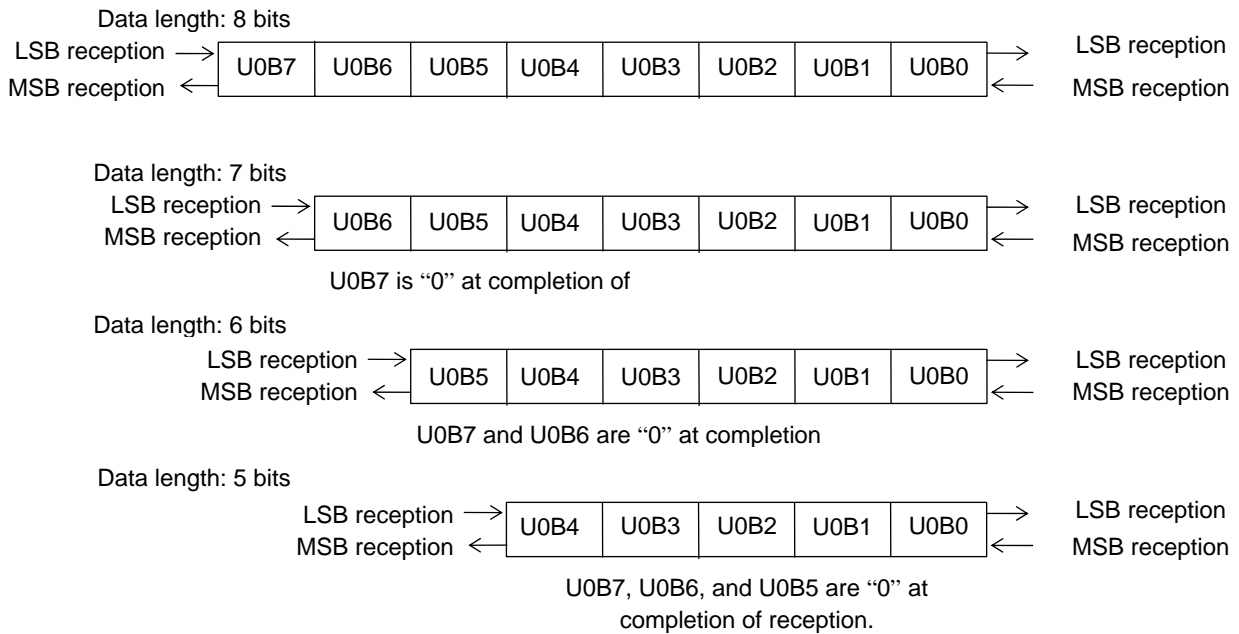 Data length: 8 bits
LSB reception
MSB reception
U0B7 U0B6 U0B5 U0B4 U0B3 U0B2 U0B1 U0B0
LSB reception
MSB reception
Data length: 7 bits
LSB reception
MSB reception
U0B6 U0B5 U0B4 U0B3 U0B2 U0B1 U0B0
LSB reception
MSB reception
U0B7 is “0” at completion of
Data length: 6 bits
LSB reception
MSB reception
U0B5 U0B4 U0B3 U0B2 U0B1 U0B0
LSB reception
MSB reception
U0B7 and U0B6 are “0” at completion
Data length: 5 bits
LSB reception
MSB reception
U0B4 U0B3 U0B2 U0B1 U0B0
LSB reception
MSB reception
U0B7, U0B6, and U0B5 are “0” at
completion of reception.